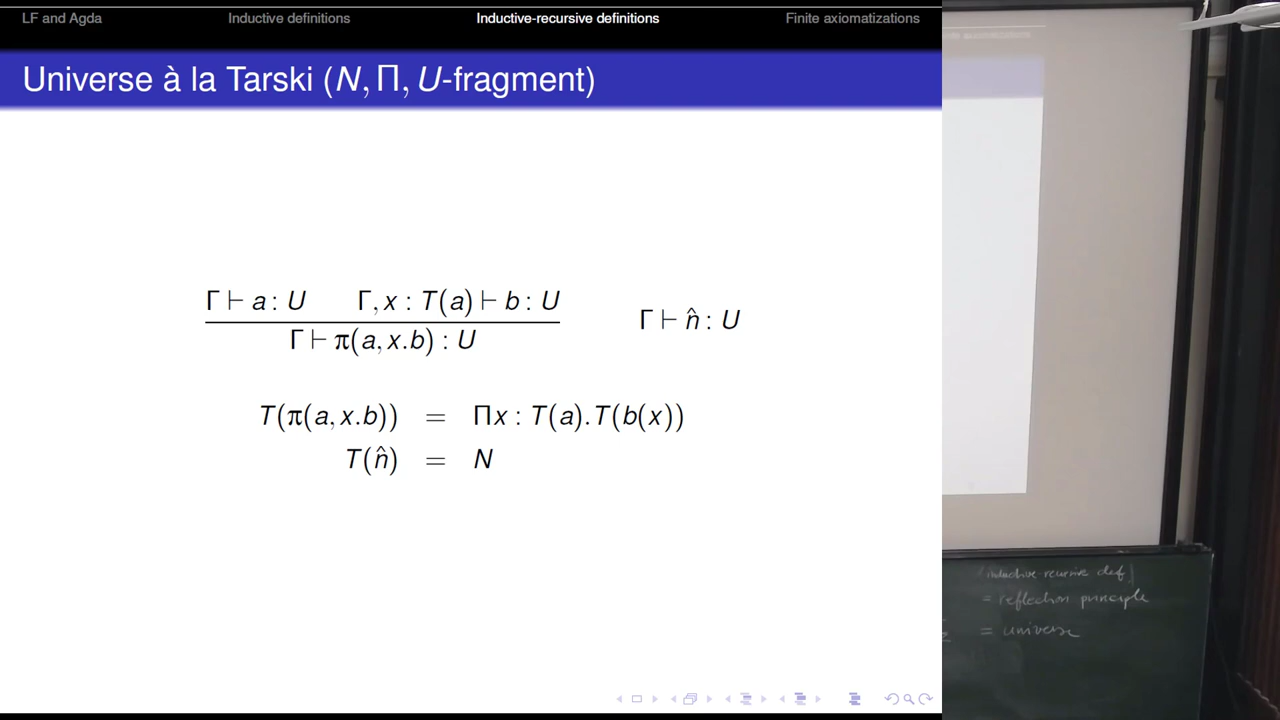 LF and Agda Inductive definitions Inductive-recursive definitions Finite axiomatizations
Universe à la Tarski (N, Π, U-fragment)
Γ ⊢ a : U Γ, x : T(a) ⊢ b : U
Γ ⊢ π(a, x.b) : U
Γ ⊢ n̂ : U
T(π(a, x.b)) = Πx : T(a).T(b(x))
T(n̂) = N
inductive-recursive def
= reflection principle
= universe